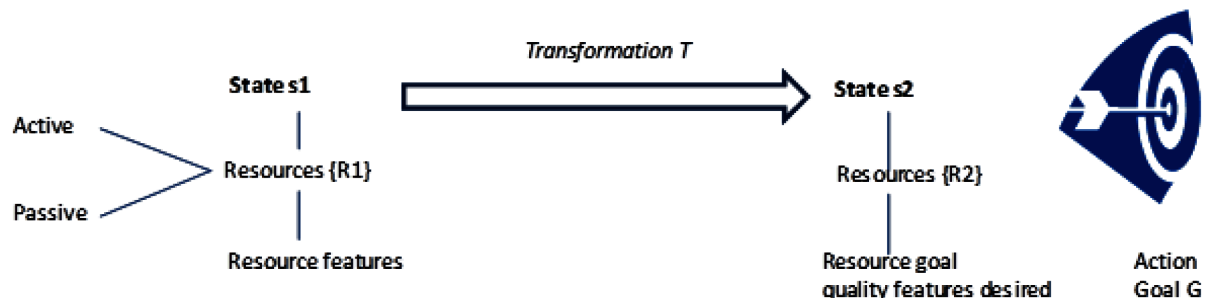 Transformation T
State s1
State s2
Active
Resources {R1}
Resources {R2}
Passive
Resource features
Resource goal
quality features desired
Action
Goal G